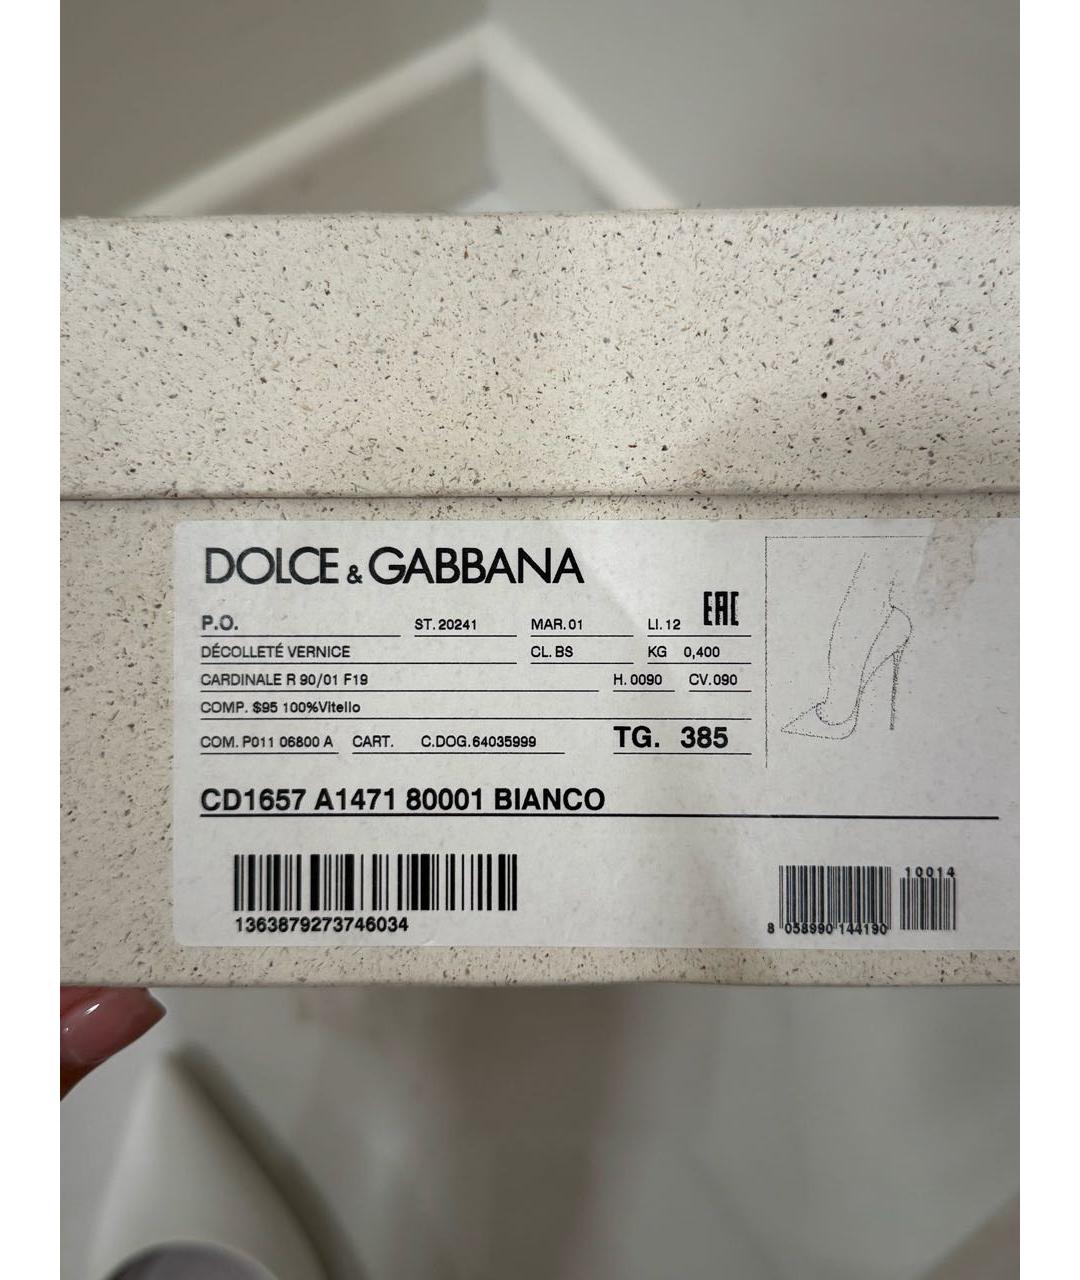 DOLCE & GABBANA
P.O. ST. 20241 MAR. 01 LI. 12 EAC
DÉCOLLETÉ VERNICE CL. BS KG 0,400
CARDINALE R 90/01 F19 H. 0090 CV. 090
COMP. $95 100%Vitello
COM. P011 06800 A CART. C.DOG.64035999 TG. 385
CD1657 A1471 80001 BIANCO
10014
1363879273746034 8 058990 144190